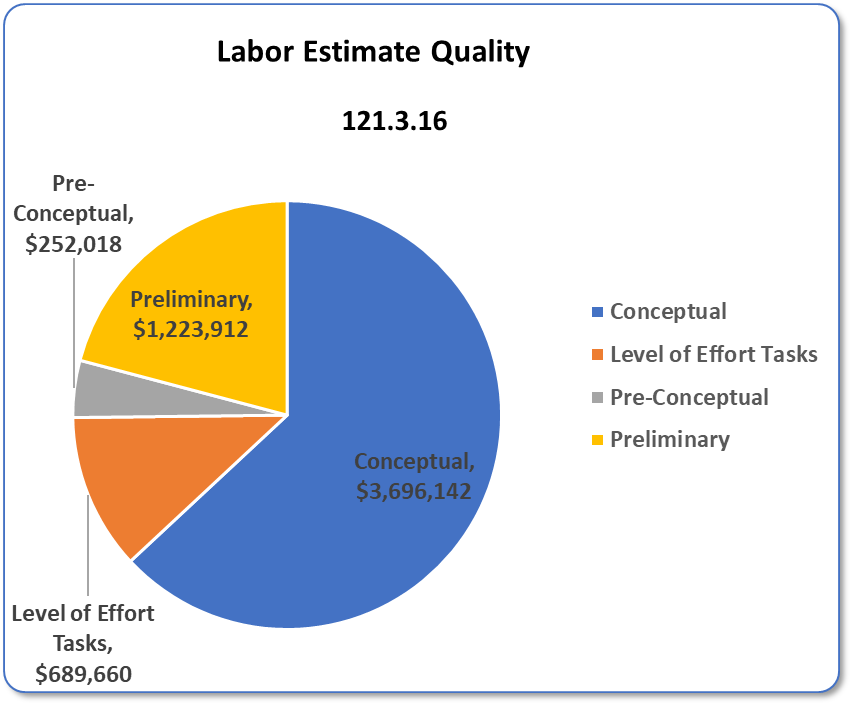 Labor Estimate Quality
121.3.16
Pre-
Conceptual,
$252,018
Preliminary,
$1,223,912
Conceptual,
$3,696,142
Level of Effort
Tasks,
$689,660
Conceptual
Level of Effort Tasks
Pre-Conceptual
Preliminary